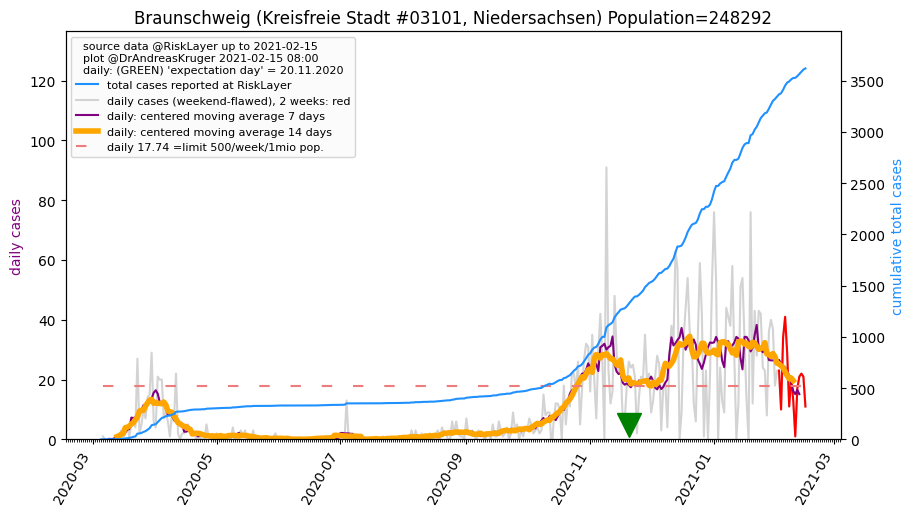 Braunschweig (Kreisfreie Stadt #03101, Niedersachsen) Population=248292
source data @RiskLayer up to 2021-02-15
plot @DrAndreasKruger 2021-02-15 08:00
daily: (GREEN) 'expectation day' = 20.11.2020
total cases reported at RiskLayer
daily cases (weekend-flawed), 2 weeks: red
daily: centered moving average 7 days
daily: centered moving average 14 days
daily 17.74 =limit 500/week/1mio pop.
daily cases
120
100
80
60
40
20
0
cumulative total cases
3500
3000
2500
2000
1500
1000
500
0
2020-03
2020-05
2020-07
2020-09
2020-11
2021-01
2021-03